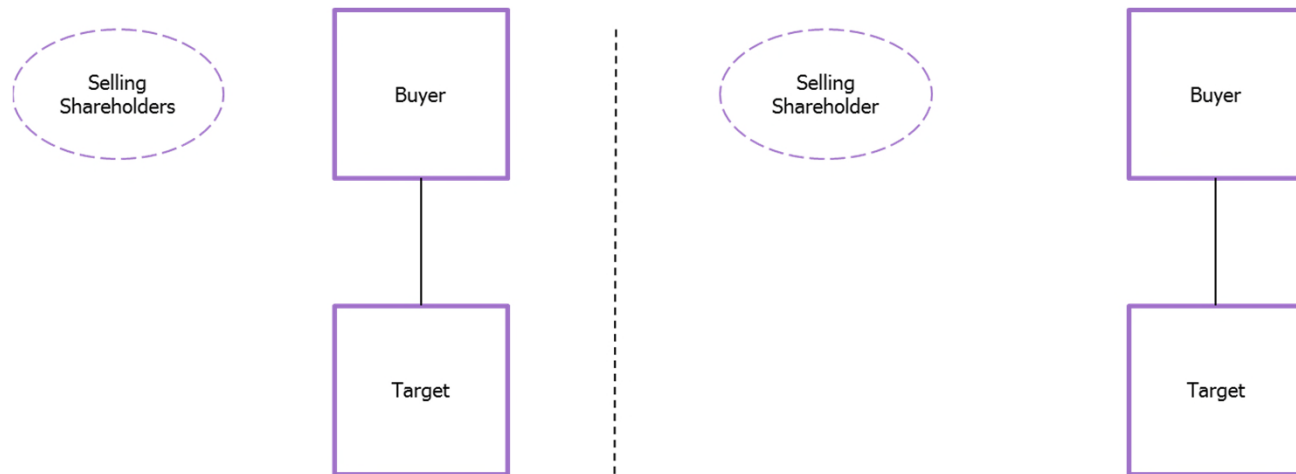 Selling
Shareholders
Buyer
Target
Selling
Shareholder
Buyer
Target